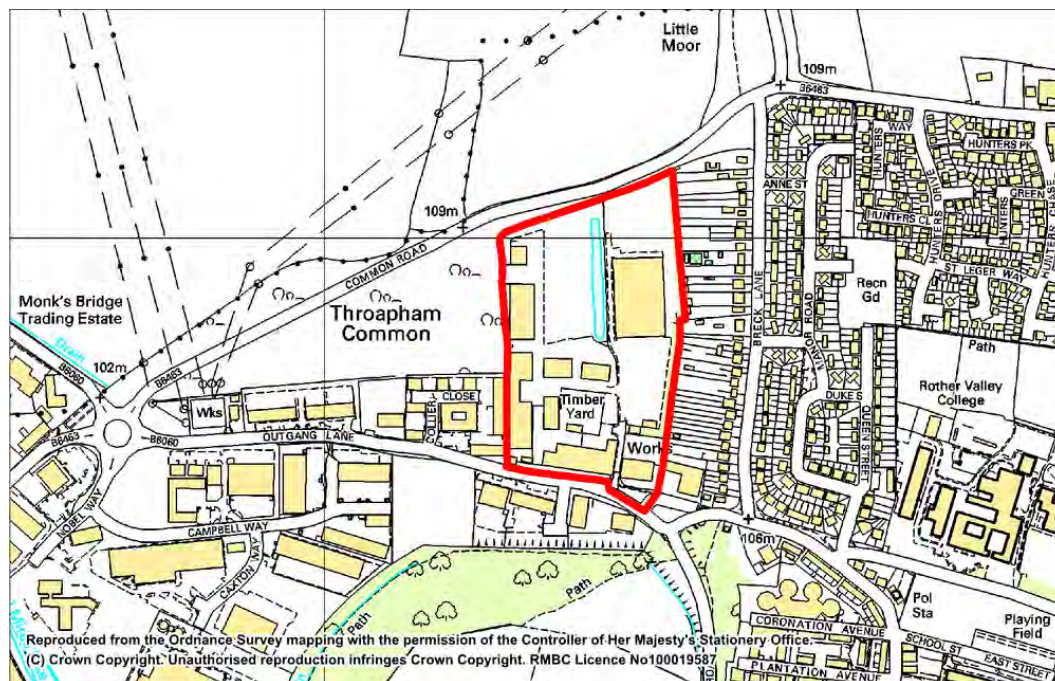 Little
Moor
109m
B6463
HUNTERS
WAY
HUNTERS PK
HUNTERS
DRIVE
GREEN
ANNE ST
HUNTERS CL
HUNTERS
HUNTERS CHASE
ST LEGER WAY
109m
COMMON ROAD
Monk's Bridge
Trading Estate
Throapham
Common
BRECK LANE
MANOR ROAD
Recn
Gd
Path
Drain
B6060
102m
B6463
Rother Valley
College
DUKE S
QUEEN STREET
Wks
COLLIERY
CLOSE
Timber
Yard
Works
B6463
B6060
OUTGANG LANE
CAMPBELL WAY
CAXTON WAY
106m
Path
Path
Pol
Sta
Playing
Field
CORONATION AVENUE
SCHOOL ST
EAST STREET
PLANTATION AVENUE
Reproduced from the Ordnance Survey mapping with the permission of the Controller of Her Majesty's Stationery Office.
(C) Crown Copyright. Unauthorised reproduction infringes Crown Copyright. RMBC Licence No100019587